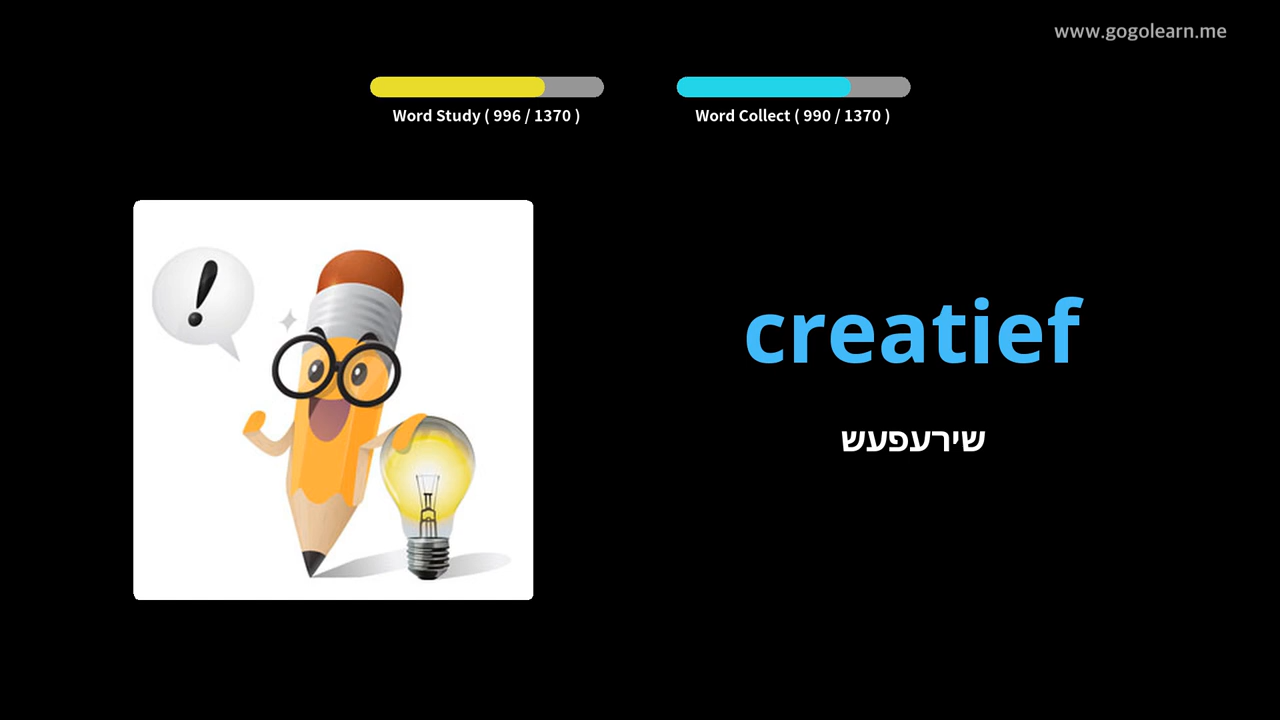 www.gogolearn.me
Word Study ( 996 / 1370 )
Word Collect ( 990 / 1370 )
!
creatief
שירעפעש